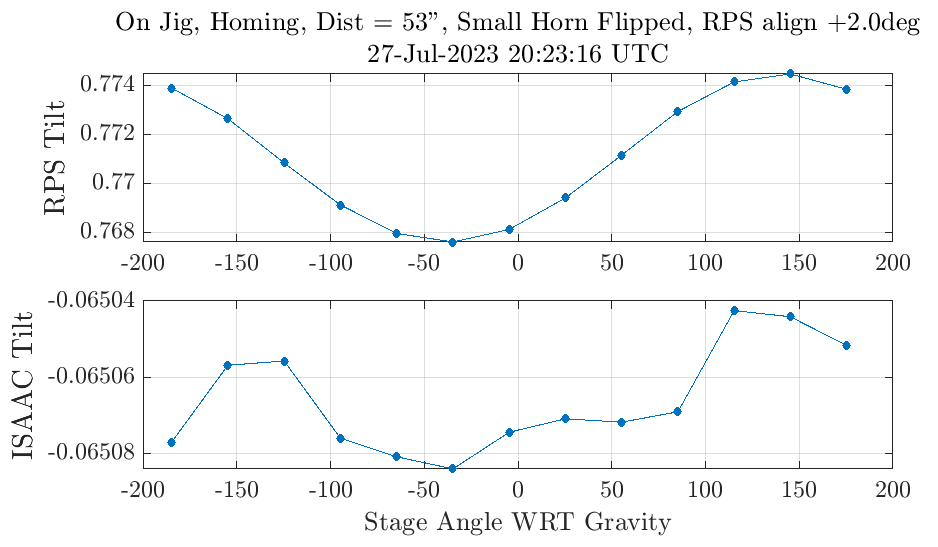 On Jig, Homing, Dist = 53”, Small Horn Flipped, RPS align +2.0deg
27-Jul-2023 20:23:16 UTC
0.774
0.772
0.77
0.768
RPS Tilt
-200 -150 -100 -50 0 50 100 150 200
-0.06504
-0.06506
-0.06508
ISAAC Tilt
-200 -150 -100 -50 0 50 100 150 200
Stage Angle WRT Gravity